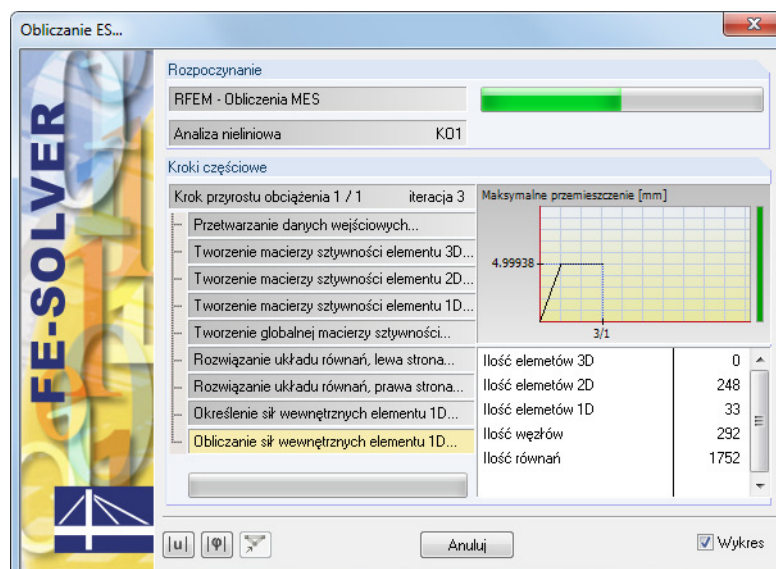 Obliczanie ES...
FE-SOLVER
Rozpoczynanie
RFEM - Obliczenia MES
Analiza nieliniowa KO1
Kroki częściowe
Krok przyrostu obciążenia 1 / 1 iteracja 3
Przetwarzanie danych wejściowych...
Tworzenie macierzy sztywności elementu 3D...
Tworzenie macierzy sztywności elementu 2D...
Tworzenie macierzy sztywności elementu 1D...
Tworzenie globalnej macierzy sztywności...
Rozwiązanie układu równań, lewa strona...
Rozwiązanie układu równań, prawa strona...
Określenie sił wewnętrznych elementu 1D...
Obliczanie sił wewnętrznych elementu 1D...
Maksymalne przemieszczenie [mm]
4.99938
3/1
Ilość elemetów 3D 0
Ilość elemetów 2D 248
Ilość elemetów 1D 33
Ilość węzłów 292
Ilość równań 1752
|u| |φ|
Anuluj
Wykres